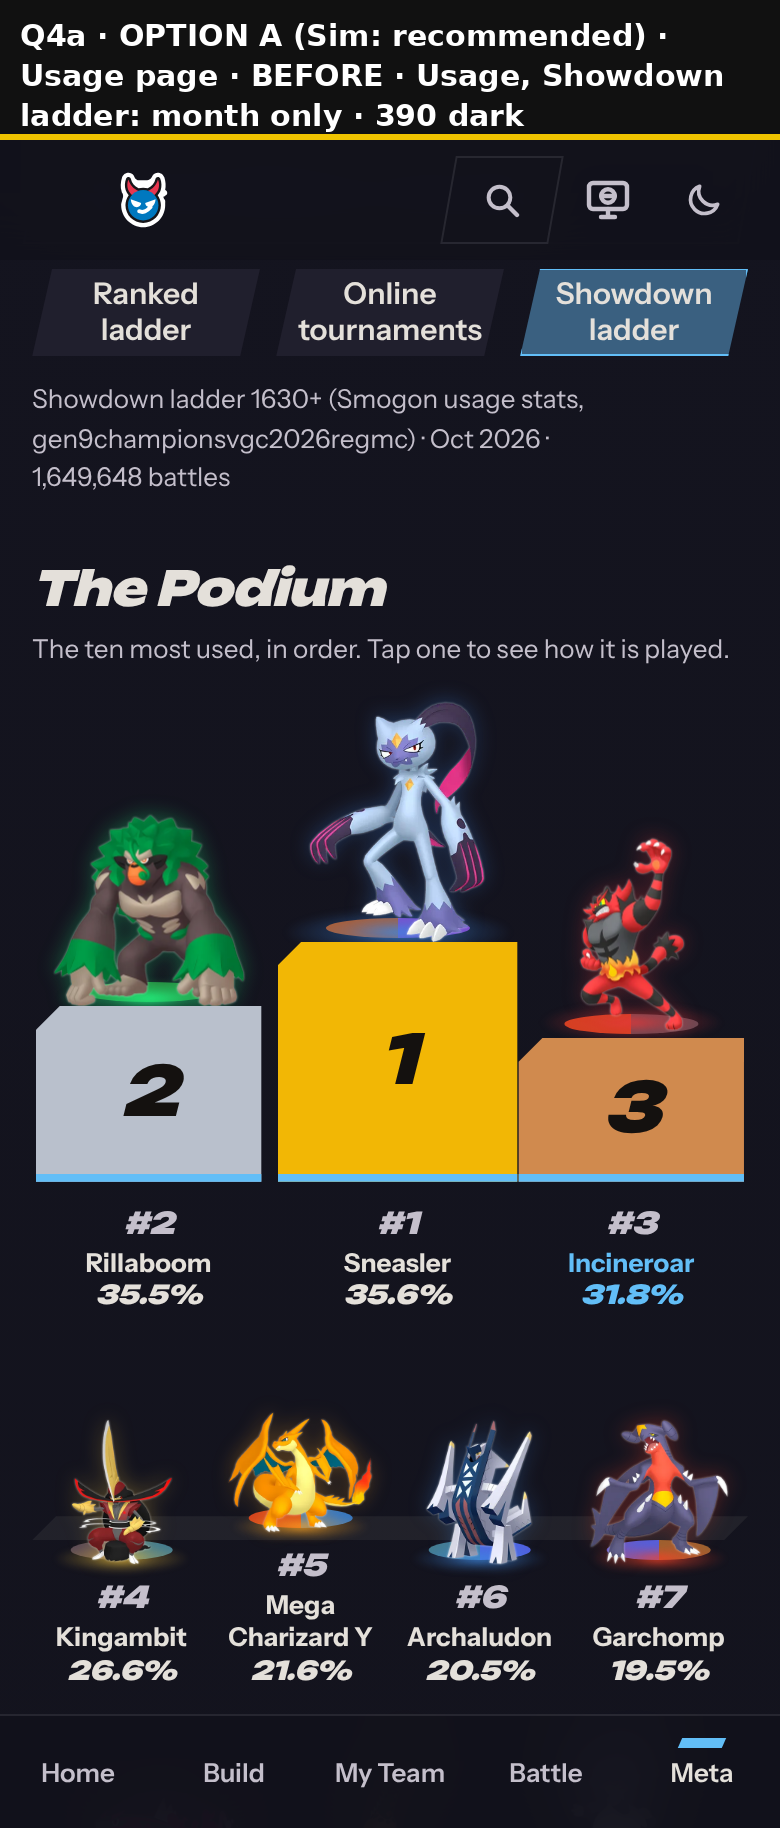 Q4a · OPTION A (Sim: recommended) ·
Usage page · BEFORE · Usage, Showdown
ladder: month only · 390 dark
Ranked
ladder
Online
tournaments
Showdown
ladder
Showdown ladder 1630+ (Smogon usage stats,
gen9championsvgc2026regmc) · Oct 2026 ·
1,649,648 battles
The Podium
The ten most used, in order. Tap one to see how it is played.
2
1
3
#2
Rillaboom
35.5%
#1
Sneasler
35.6%
#3
Incineroar
31.8%
#4
Kingambit
26.6%
#5
Mega
Charizard Y
21.6%
#6
Archaludon
20.5%
#7
Garchomp
19.5%
Home
Build
My Team
Battle
Meta